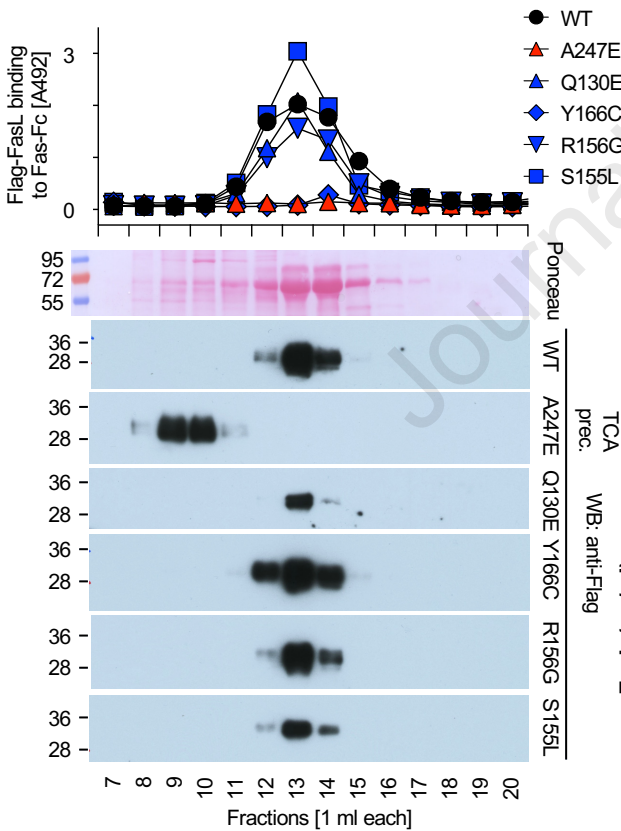 Flag-FasL binding
to Fas-Fc [A492]
3
0
WT
A247E
Q130E
Y166C
R156G
S155L
95
72
55
Ponceau
36
28
WT
36
28
A247E
36
28
Q130E
36
28
Y166C
36
28
R156G
36
28
S155L
TCA
prec.
WB: anti-Flag
7 8 9 10 11 12 13 14 15 16 17 18 19 20
Fractions [1 ml each]
Journa